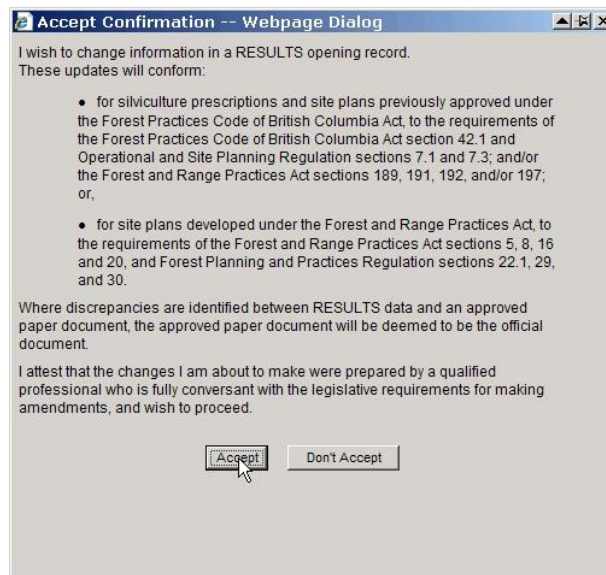 Accept Confirmation -- Webpage Dialog
I wish to change information in a RESULTS opening record.
These updates will conform:
● for silviculture prescriptions and site plans previously approved under
the Forest Practices Code of British Columbia Act, to the requirements of
the Forest Practices Code of British Columbia Act section 42.1 and
Operational and Site Planning Regulation sections 7.1 and 7.3; and/or
the Forest and Range Practices Act sections 189, 191, 192, and/or 197;
or,
● for site plans developed under the Forest and Range Practices Act, to
the requirements of the Forest and Range Practices Act sections 5, 8, 16
and 20, and Forest Planning and Practices Regulation sections 22.1, 29,
and 30.
Where discrepancies are identified between RESULTS data and an approved
paper document, the approved paper document will be deemed to be the official
document.
I attest that the changes I am about to make were prepared by a qualified
professional who is fully conversant with the legislative requirements for making
amendments, and wish to proceed.
Accept Don't Accept